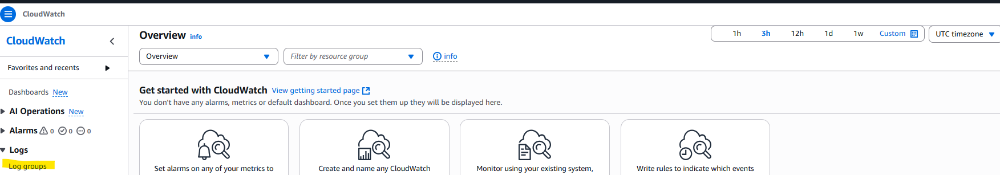 CloudWatch
CloudWatch
Favorites and recents
Dashboards New
AI Operations New
Alarms 0 0 0
Logs
Log groups
Overview info
1h 3h 12h 1d 1w Custom
UTC timezone
Overview
Filter by resource group
info
Get started with CloudWatch View getting started page
You don't have any alarms, metrics or default dashboard. Once you set them up they will be displayed here.
Set alarms on any of your metrics to
Create and name any CloudWatch
Monitor using your existing system,
Write rules to indicate which events